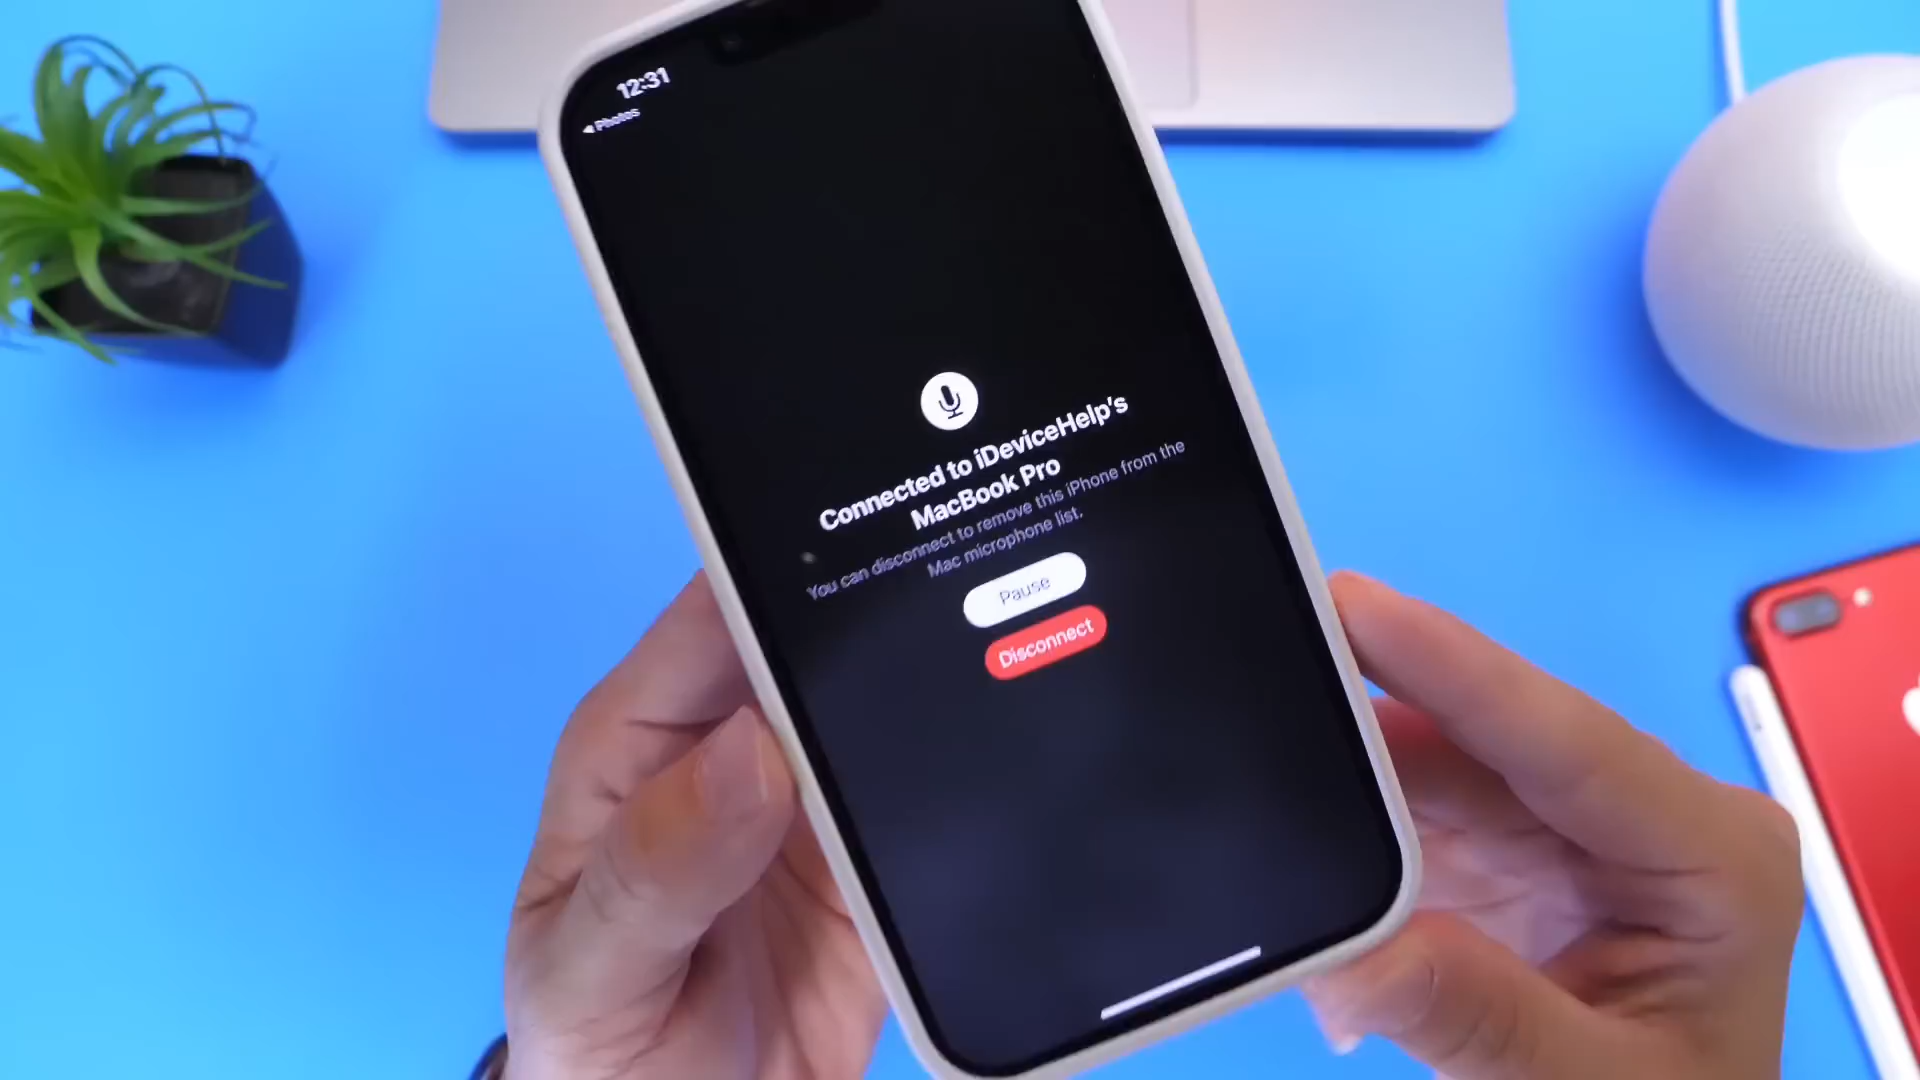 12:31
◀ Photos
Connected to iDeviceHelp's
MacBook Pro
You can disconnect to remove this iPhone from the
Mac microphone list.
Pause
Disconnect